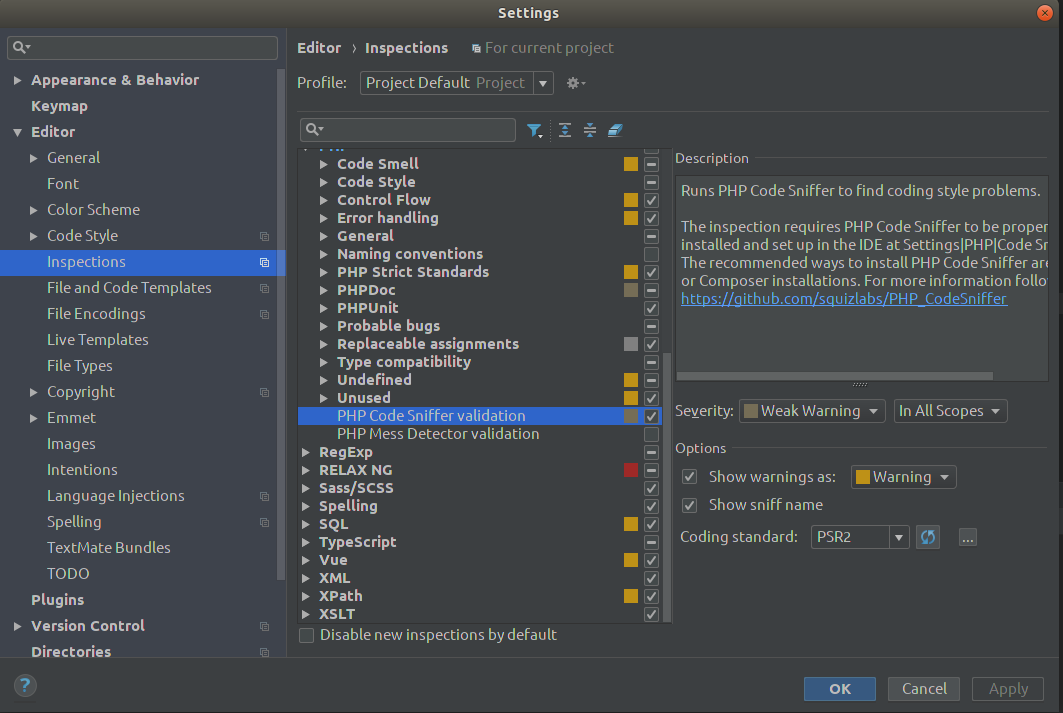 Settings
Editor › Inspections For current project
Profile: Project Default Project
Appearance & Behavior
Keymap
Editor
General
Font
Color Scheme
Code Style
Inspections
File and Code Templates
File Encodings
Live Templates
File Types
Copyright
Emmet
Images
Intentions
Language Injections
Spelling
TextMate Bundles
TODO
Plugins
Version Control
Directories
Code Smell
Code Style
Control Flow
Error handling
General
Naming conventions
PHP Strict Standards
PHPDoc
PHPUnit
Probable bugs
Replaceable assignments
Type compatibility
Undefined
Unused
PHP Code Sniffer validation
PHP Mess Detector validation
RegExp
RELAX NG
Sass/SCSS
Spelling
SQL
TypeScript
Vue
XML
XPath
XSLT
Disable new inspections by default
Description
Runs PHP Code Sniffer to find coding style problems.
The inspection requires PHP Code Sniffer to be proper
installed and set up in the IDE at Settings|PHP|Code Sn
The recommended ways to install PHP Code Sniffer are
or Composer installations. For more information follow
https://github.com/squizlabs/PHP_CodeSniffer
Severity: Weak Warning In All Scopes
Options
Show warnings as: Warning
Show sniff name
Coding standard: PSR2 ...
? OK Cancel Apply